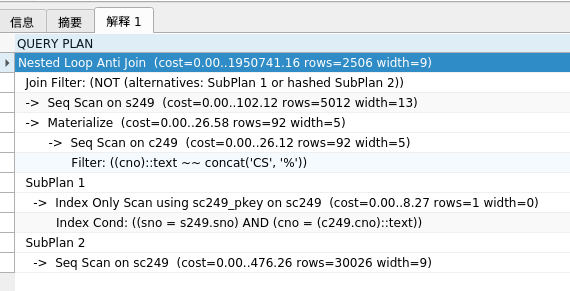 信息 摘要 解释 1
QUERY PLAN
Nested Loop Anti Join  (cost=0.00..1950741.16 rows=2506 width=9)
Join Filter: (NOT (alternatives: SubPlan 1 or hashed SubPlan 2))
->  Seq Scan on s249  (cost=0.00..102.12 rows=5012 width=13)
->  Materialize  (cost=0.00..26.58 rows=92 width=5)
->  Seq Scan on c249  (cost=0.00..26.12 rows=92 width=5)
Filter: ((cno)::text ~~ concat('CS', '%'))
SubPlan 1
->  Index Only Scan using sc249_pkey on sc249  (cost=0.00..8.27 rows=1 width=0)
Index Cond: ((sno = s249.sno) AND (cno = (c249.cno)::text))
SubPlan 2
->  Seq Scan on sc249  (cost=0.00..476.26 rows=30026 width=9)